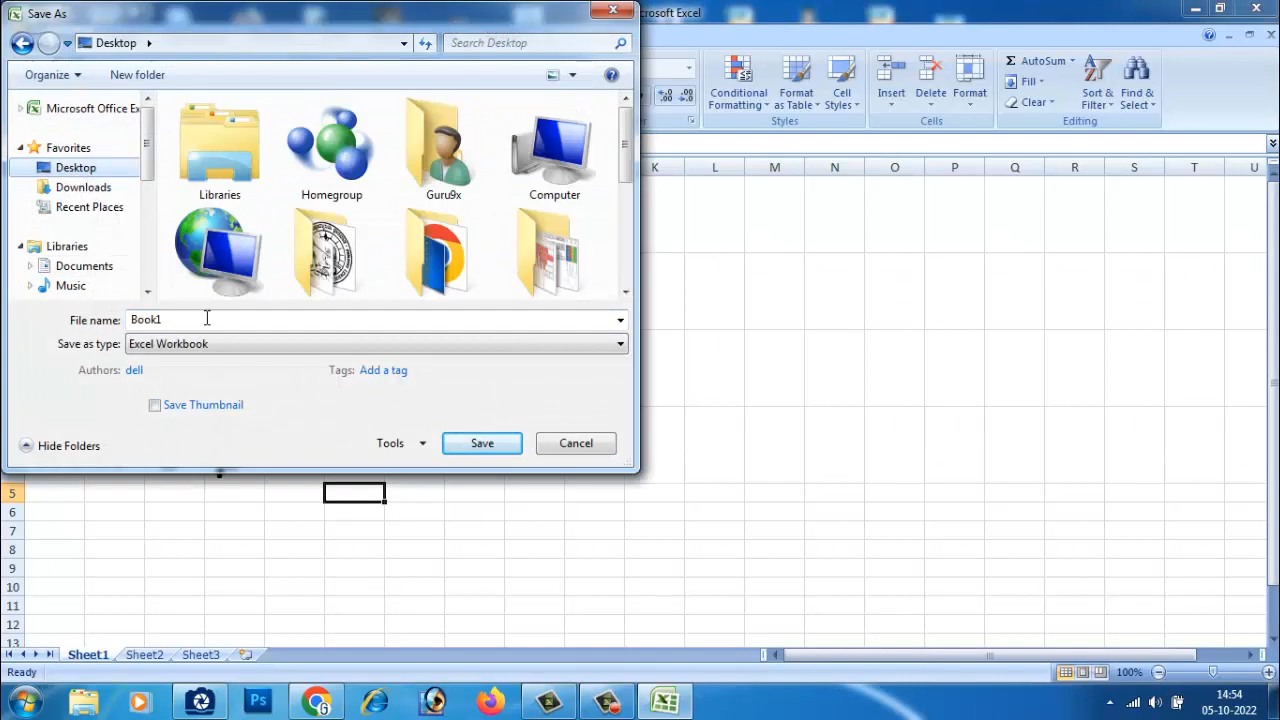 Save As
Microsoft Excel
Desktop
Search Desktop
Organize
New folder
Microsoft Office Ex
Favorites
Desktop
Downloads
Recent Places
Libraries
Documents
Music
Libraries
Homegroup
Guru9x
Computer
File name:
Book1
Save as type:
Excel Workbook
Authors:
dell
Tags:
Add a tag
Save Thumbnail
Hide Folders
Tools
Save
Cancel
Conditional
Formatting
Format
as Table
Cell
Styles
Styles
Insert
Delete
Format
Cells
AutoSum
Fill
Clear
Sort &
Filter
Find &
Select
Editing
K L M N O P Q R S T U
5
6
7
8
9
10
11
12
13
Sheet1
Sheet2
Sheet3
Ready
100%
Ps
14:54
05-10-2022